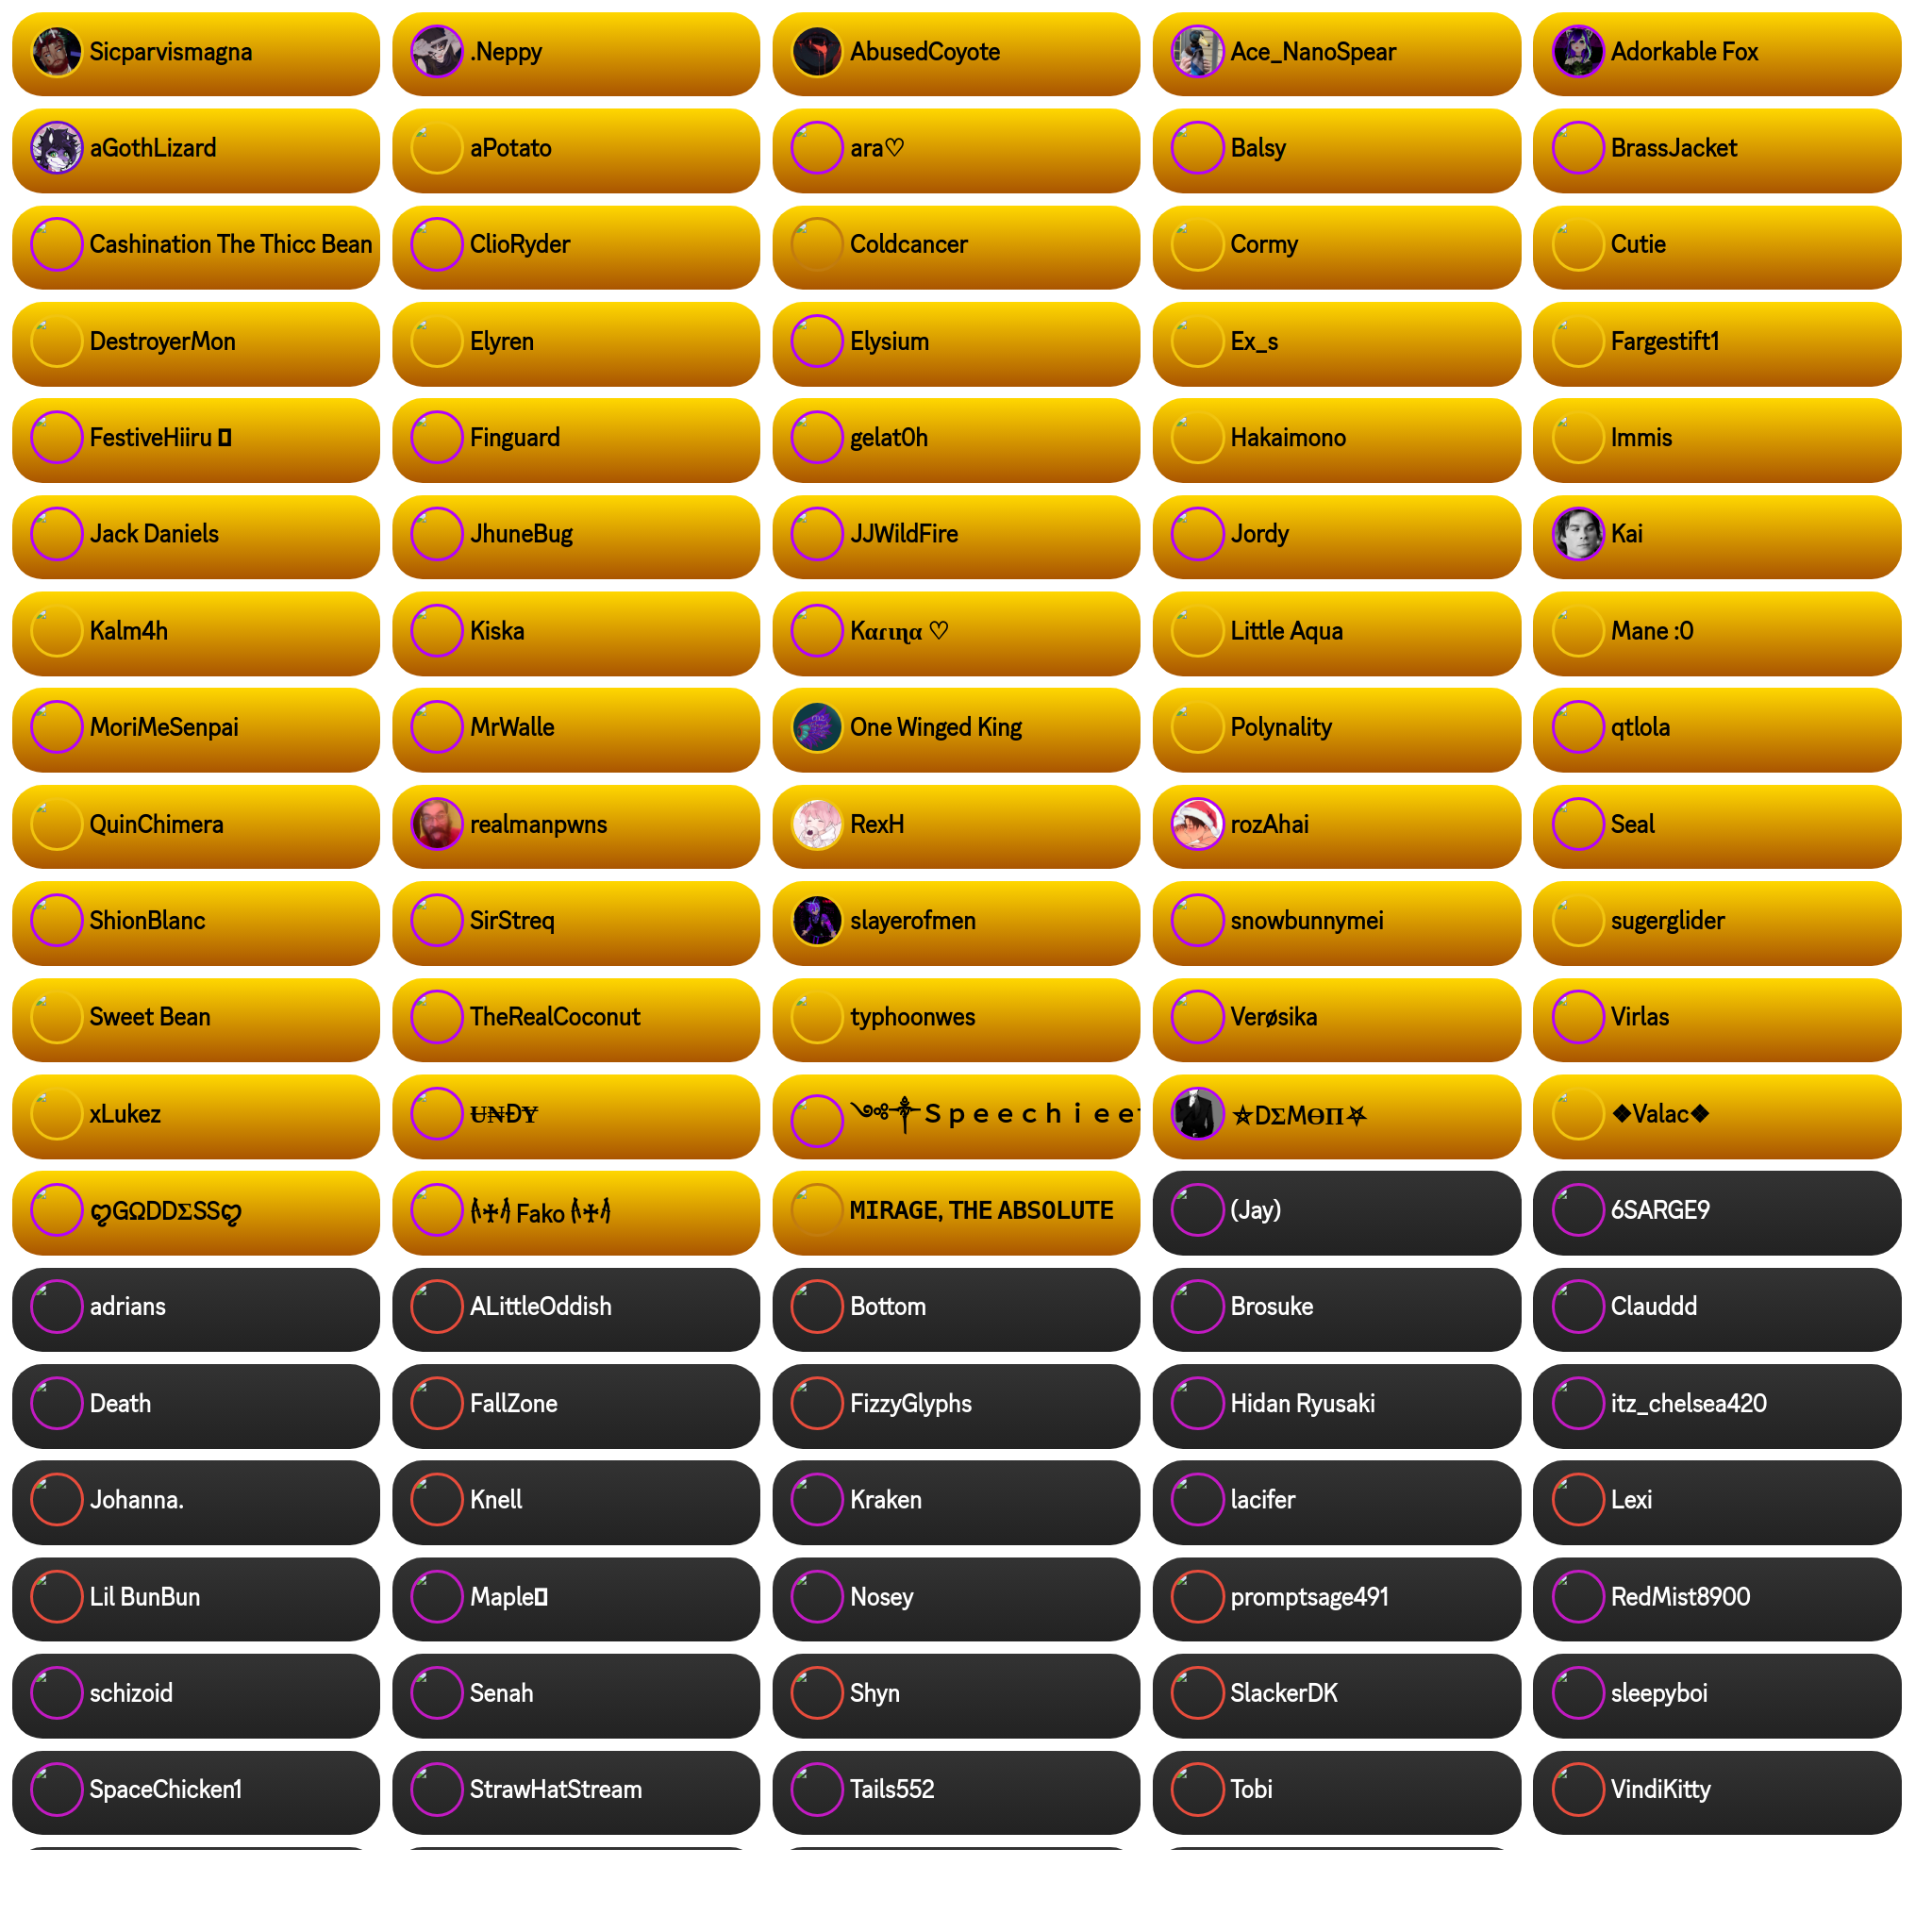 Sicparvismagna
.Neppy
AbusedCoyote
Ace_NanoSpear
Adorkable Fox
aGothLizard
aPotato
ara♡
Balsy
BrassJacket
Cashination The Thicc Bean
ClioRyder
Coldcancer
Cormy
Cutie
DestroyerMon
Elyren
Elysium
Ex_s
Fargestift1
FestiveHiiru
Finguard
gelat0h
Hakaimono
Immis
Jack Daniels
JhuneBug
JJWildFire
Jordy
Kai
Kalm4h
Kiska
Kαɾιɳα ♡
Little Aqua
Mane :0
MoriMeSenpai
MrWalle
One Winged King
Polynality
qtlola
QuinChimera
realmanpwns
RexH
rozAhai
Seal
ShionBlanc
SirStreq
slayerofmen
snowbunnymei
sugerglider
Sweet Bean
TheRealCoconut
typhoonwes
Verøsika
Virlas
xLukez
Ʉ₦ĐɎ
༺༒Ｓｐｅｅｃｈｉｅｅ
⛤DΣMӨП⛧
❖Valac❖
ღGΩDDΣSSღ
Fako
MIRAGE, THE ABSOLUTE
(Jay)
6SARGE9
adrians
ALittleOddish
Bottom
Brosuke
Clauddd
Death
FallZone
FizzyGlyphs
Hidan Ryusaki
itz_chelsea420
Johanna.
Knell
Kraken
lacifer
Lexi
Lil BunBun
Maple
Nosey
promptsage491
RedMist8900
schizoid
Senah
Shyn
SlackerDK
sleepyboi
SpaceChicken1
StrawHatStream
Tails552
Tobi
VindiKitty